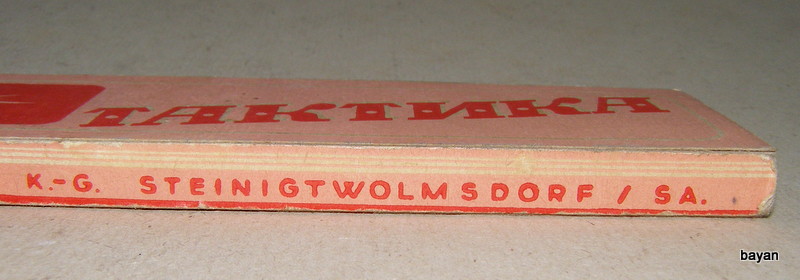 ТАКТИКА
K.-G. STEINIGTWOLMSDORF / SA.
bayan